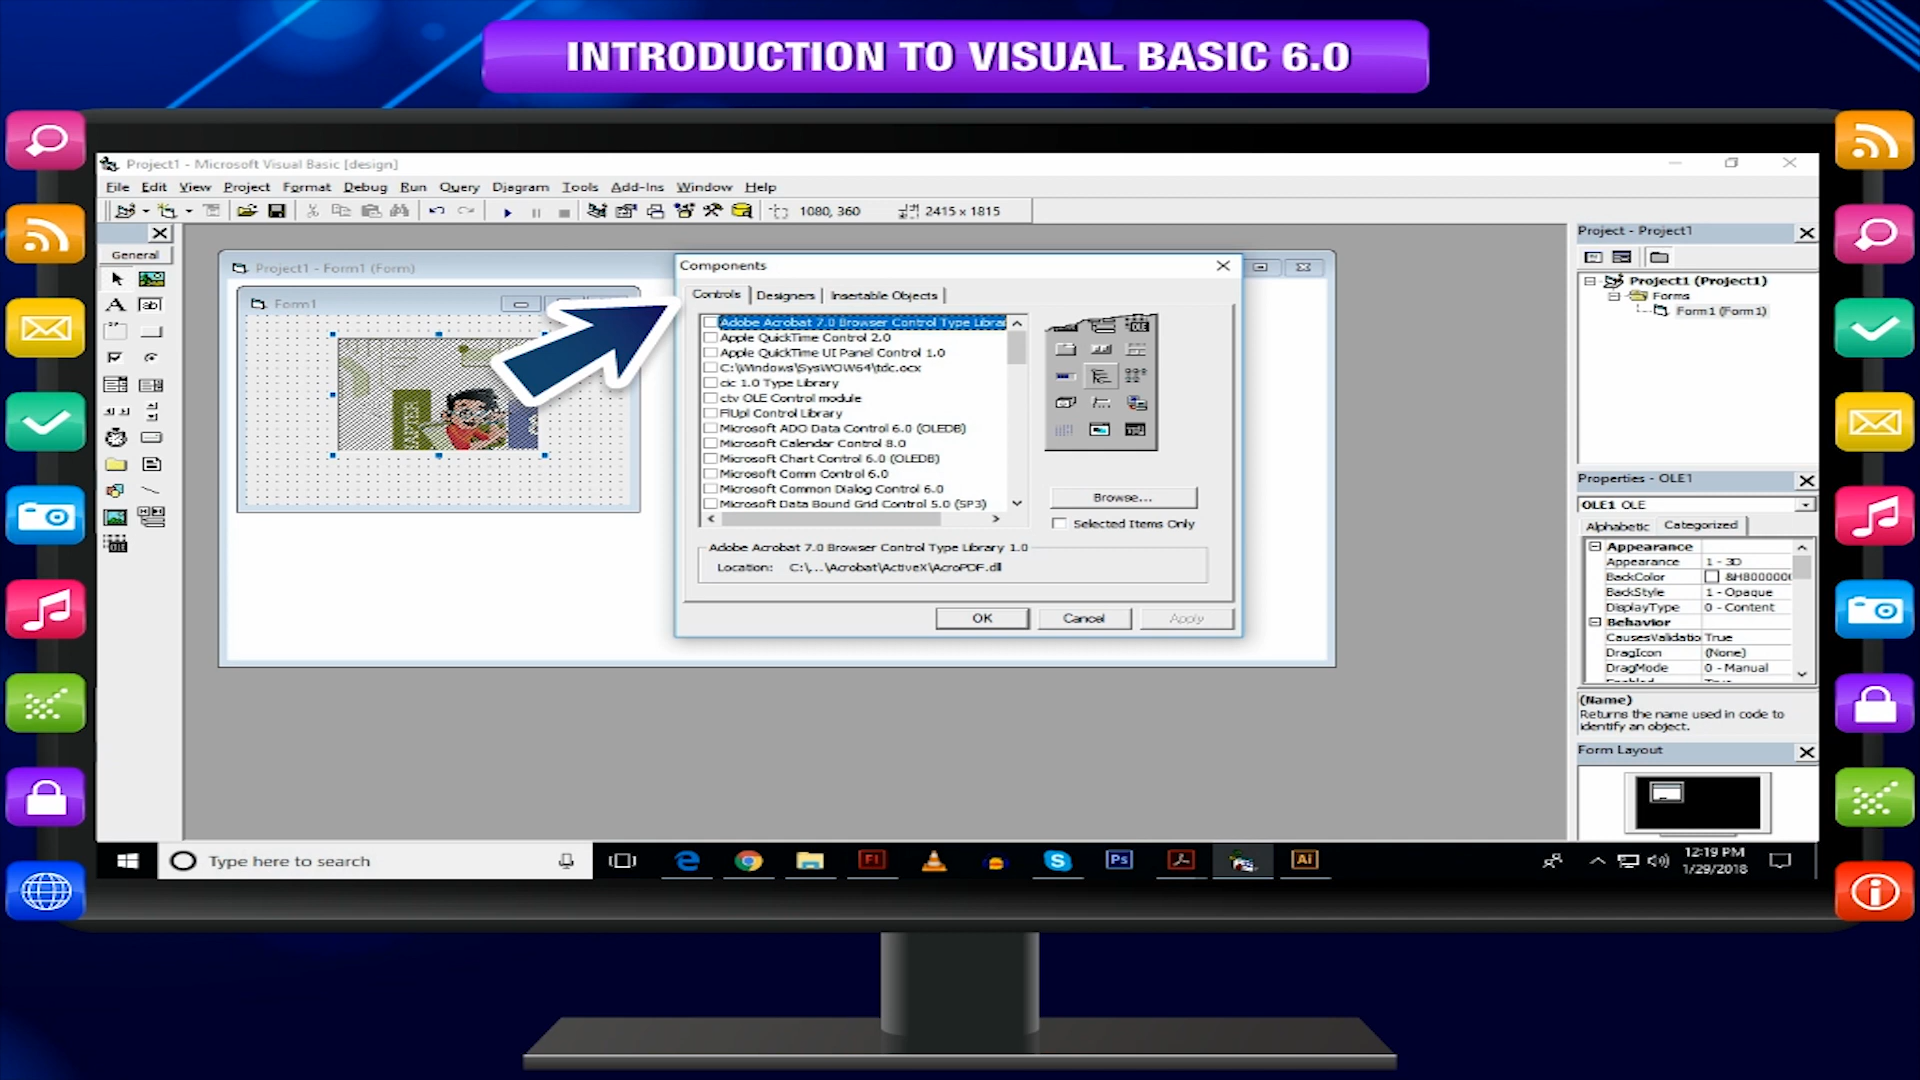 INTRODUCTION TO VISUAL BASIC 6.0
Project1 - Microsoft Visual Basic [design]
File Edit View Project Format Debug Run Query Diagram Tools Add-Ins Window Help
1080, 360 2415 x 1815
General
Project1 - Form1 (Form)
Form1
Components
Controls Designers Insertable Objects
Adobe Acrobat 7.0 Browser Control Type Librar
Apple QuickTime Control 2.0
Apple QuickTime UI Panel Control 1.0
C:\Windows\SysWOW64\tdc.ocx
cic 1.0 Type Library
ctv OLE Control module
FlUpl Control Library
Microsoft ADO Data Control 6.0 (OLEDB)
Microsoft Calendar Control 8.0
Microsoft Chart Control 6.0 (OLEDB)
Microsoft Comm Control 6.0
Microsoft Common Dialog Control 6.0
Microsoft Data Bound Grid Control 5.0 (SP3)
Browse...
Selected Items Only
Adobe Acrobat 7.0 Browser Control Type Library 1.0
Location: C:\...\Acrobat\ActiveX\AcroPDF.dll
OK Cancel Apply
Project - Project1
Project1 (Project1)
Forms
Form1 (Form1)
Properties - OLE1
OLE1 OLE
Alphabetic Categorized
Appearance
Appearance 1 - 3D
BackColor &H8000000
BackStyle 1 - Opaque
DisplayType 0 - Content
Behavior
CausesValidatio True
DragIcon (None)
DragMode 0 - Manual
(Name)
Returns the name used in code to
identify an object.
Form Layout
Type here to search
Fl
Ps
Ai
12:19 PM
1/29/2018